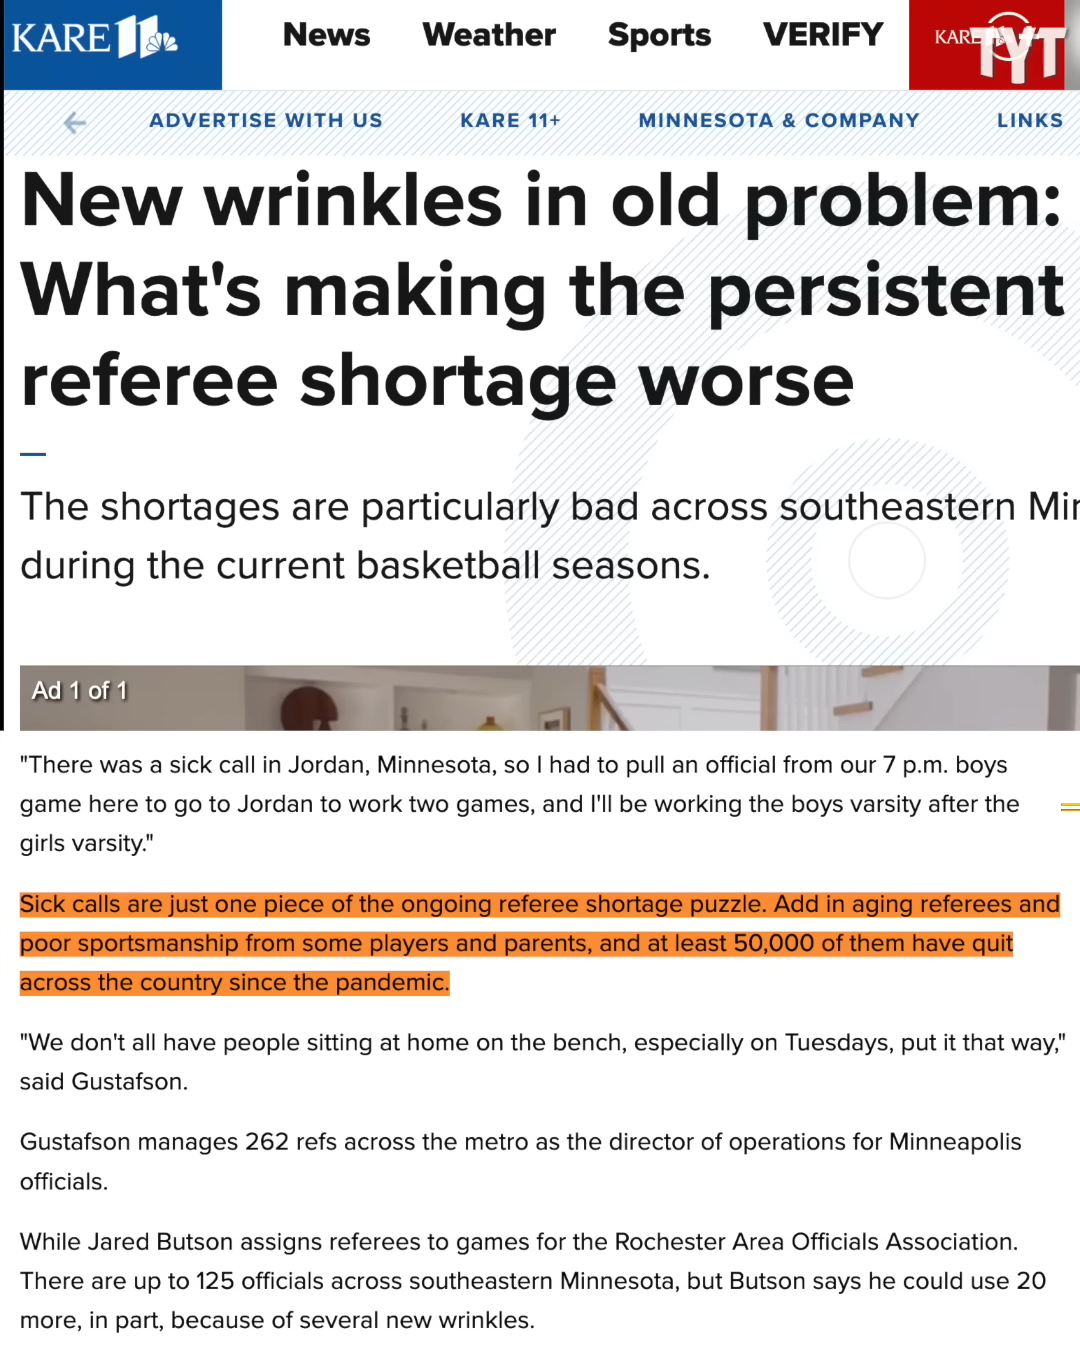 KARE 11
News Weather Sports VERIFY
TYT
ADVERTISE WITH US KARE 11+ MINNESOTA & COMPANY LINKS
New wrinkles in old problem:
What's making the persistent
referee shortage worse
The shortages are particularly bad across southeastern
during the current basketball seasons.
Ad 1 of 1
"There was a sick call in Jordan, Minnesota, so I had to pull an official from our 7 p.m. boys
game here to go to Jordan to work two games, and I'll be working the boys varsity after the
girls varsity."
Sick calls are just one piece of the ongoing referee shortage puzzle. Add in aging referees and
poor sportsmanship from some players and parents, and at least 50,000 of them have quit
across the country since the pandemic.
"We don't all have people sitting at home on the bench, especially on Tuesdays, put it that way,"
said Gustafson.
Gustafson manages 262 refs across the metro as the director of operations for Minneapolis
officials.
While Jared Butson assigns referees to games for the Rochester Area Officials Association.
There are up to 125 officials across southeastern Minnesota, but Butson says he could use 20
more, in part, because of several new wrinkles.